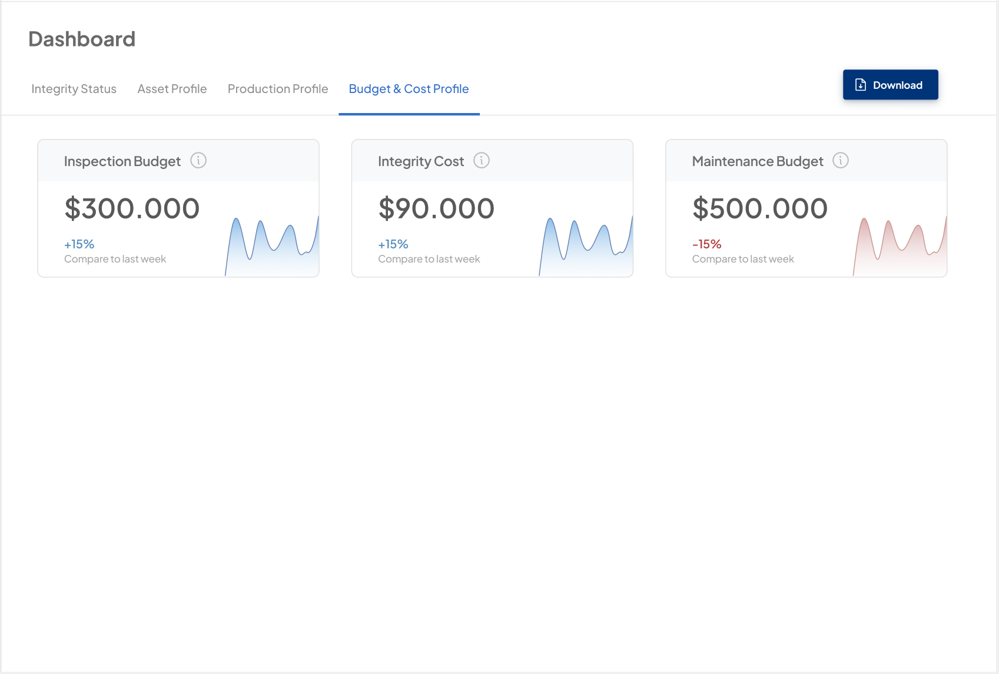 Dashboard
Integrity Status
Asset Profile
Production Profile
Budget & Cost Profile
Download
Inspection Budget
$300.000
+15%
Compare to last week
Integrity Cost
$90.000
+15%
Compare to last week
Maintenance Budget
$500.000
-15%
Compare to last week